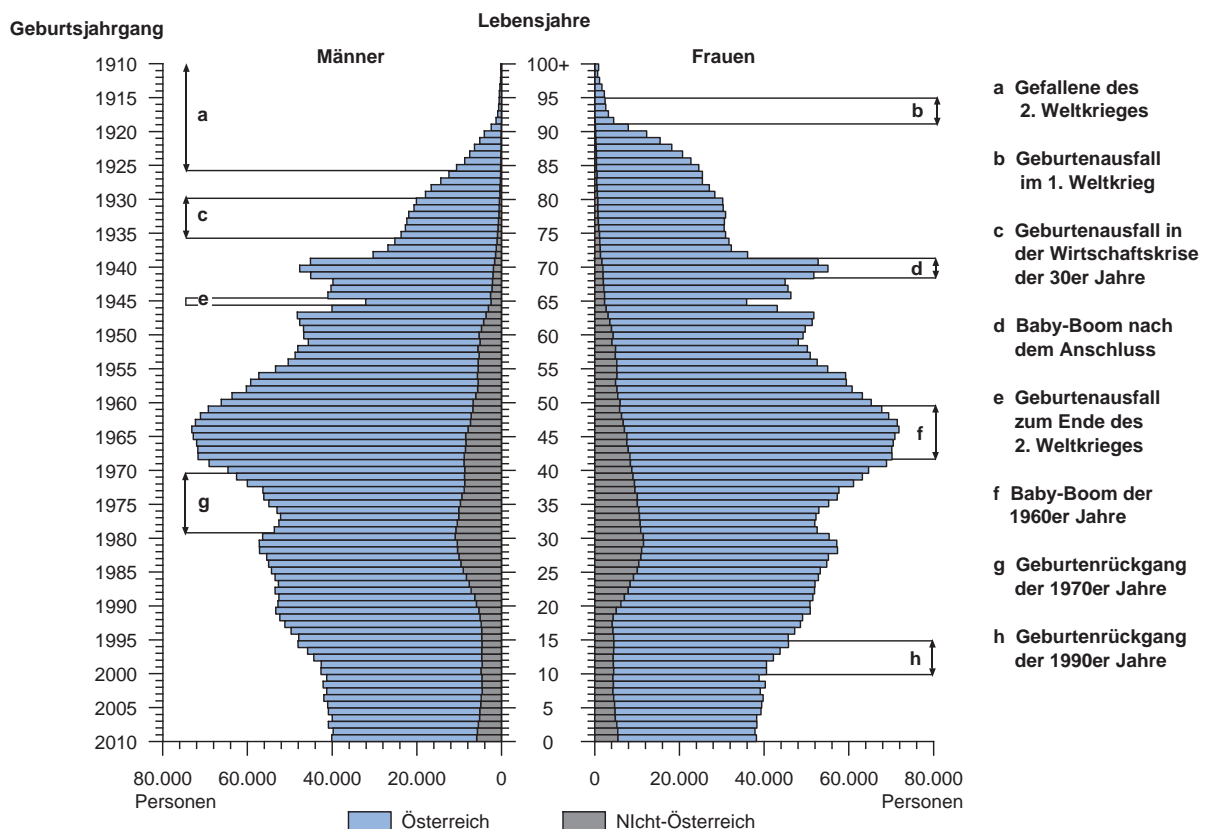 Lebensjahre
Geburtsjahrgang
Männer
Frauen
1910
1915
1920
1925
1930
1935
1940
1945
1950
1955
1960
1965
1970
1975
1980
1985
1990
1995
2000
2005
2010
100+
95
90
85
80
75
70
65
60
55
50
45
40
35
30
25
20
15
10
5
0
a
c
e
g
b
d
f
h
80.000 60.000 40.000 20.000 0
Personen
0 20.000 40.000 60.000 80.000
Personen
Österreich
NIcht-Österreich
a Gefallene des
2. Weltkrieges
b Geburtenausfall
im 1. Weltkrieg
c Geburtenausfall in
der Wirtschaftskrise
der 30er Jahre
d Baby-Boom nach
dem Anschluss
e Geburtenausfall
zum Ende des
2. Weltkrieges
f Baby-Boom der
1960er Jahre
g Geburtenrückgang
der 1970er Jahre
h Geburtenrückgang
der 1990er Jahre